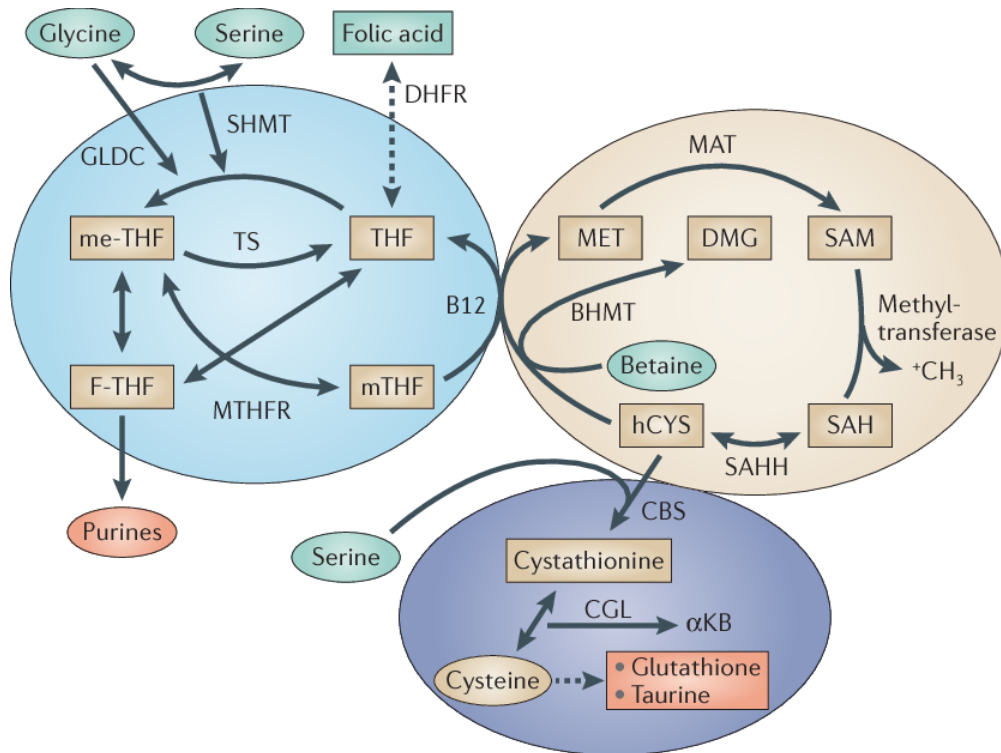 Glycine
Serine
Folic acid
DHFR
SHMT
GLDC
MAT
me-THF
TS
THF
MET
DMG
SAM
B12
BHMT
Methyl-
transferase
⁺CH₃
Betaine
F-THF
MTHFR
mTHF
hCYS
SAHH
SAH
Purines
Serine
CBS
Cystathionine
CGL
αKB
Cysteine
• Glutathione
• Taurine